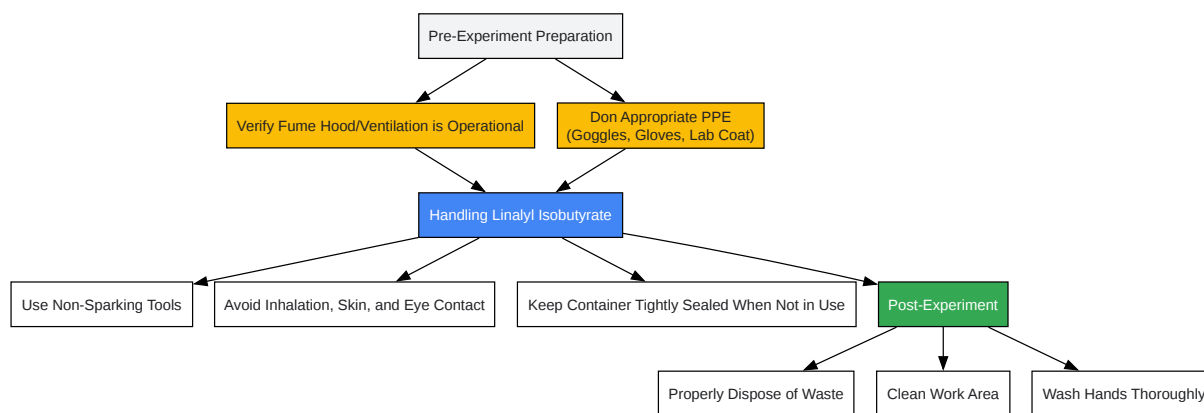 Pre-Experiment Preparation
Verify Fume Hood/Ventilation is Operational
Don Appropriate PPE
(Goggles, Gloves, Lab Coat)
Handling Linalyl Isobutyrate
Use Non-Sparking Tools
Avoid Inhalation, Skin, and Eye Contact
Keep Container Tightly Sealed When Not in Use
Post-Experiment
Properly Dispose of Waste
Clean Work Area
Wash Hands Thoroughly